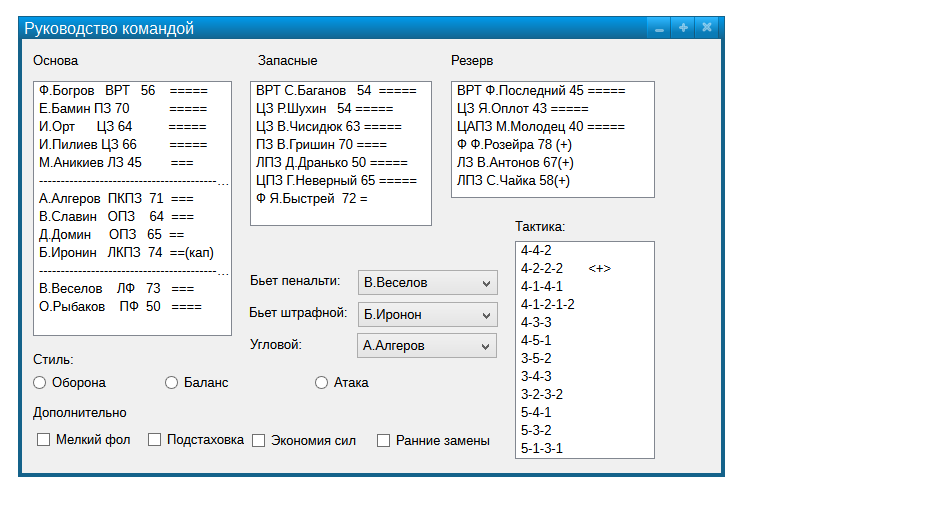 Руководство командой
Основа
Запасные
Резерв
Ф.Богров ВРТ 56 =====
Е.Бамин ПЗ 70 =====
И.Орт ЦЗ 64 =====
И.Пилиев ЦЗ 66 =====
М.Аникиев ЛЗ 45 ===
-----------------------------------------...
А.Алгеров ПКПЗ 71 ===
В.Славин ОПЗ 64 ===
Д.Домин ОПЗ 65 ==
Б.Иронин ЛКПЗ 74 ==(кап)
-----------------------------------------...
В.Веселов ЛФ 73 ===
О.Рыбаков ПФ 50 ====
ВРТ С.Баганов 54 =====
ЦЗ Р.Шухин 54 =====
ЦЗ В.Чисидюк 63 =====
ПЗ В.Гришин 70 ====
ЛПЗ Д.Дранько 50 =====
ЦПЗ Г.Неверный 65 =====
Ф Я.Быстрей 72 =
ВРТ Ф.Последний 45 =====
ЦЗ Я.Оплот 43 =====
ЦАПЗ М.Молодец 40 =====
Ф Ф.Розейра 78 (+)
ЛЗ В.Антонов 67(+)
ЛПЗ С.Чайка 58(+)
Тактика:
4-4-2
4-2-2-2 <+>
4-1-4-1
4-1-2-1-2
4-3-3
4-5-1
3-5-2
3-4-3
3-2-3-2
5-4-1
5-3-2
5-1-3-1
Бьет пенальти: В.Веселов
Бьет штрафной: Б.Иронон
Угловой: А.Алгеров
Стиль:
Оборона Баланс Атака
Дополнительно
Мелкий фол Подстаховка Экономия сил Ранние замены